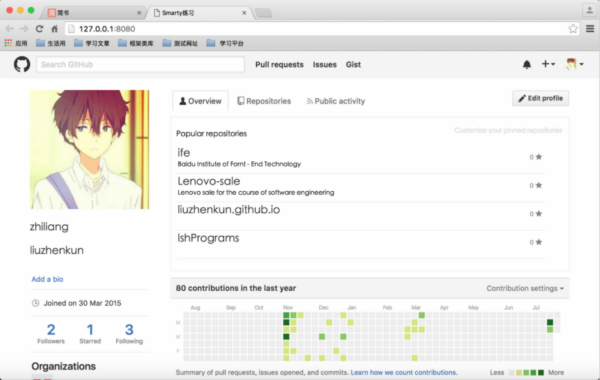 简书
Smarty练习
127.0.0.1:8080
应用 生活用 学习文章 框架类库 测试网址 学习平台
Search GitHub
Pull requests Issues Gist
Overview Repositories Public activity
Edit profile
Popular repositories
Customise your pinned repositories
ife
Baidu Institute of Fornt - End Technology
0
Lenovo-sale
Lenovo sale for the course of software engineering
0
liuzhenkun.github.io
0
lshPrograms
0
zhiliang
liuzhenkun
Add a bio
Joined on 30 Mar 2015
2 1 3
Followers Starred Following
Organizations
80 contributions in the last year
Contribution settings
Aug Sep Oct Nov Dec Jan Feb Mar Apr May Jun Jul
M
W
F
Summary of pull requests, issues opened, and commits. Learn how we count contributions.
Less More